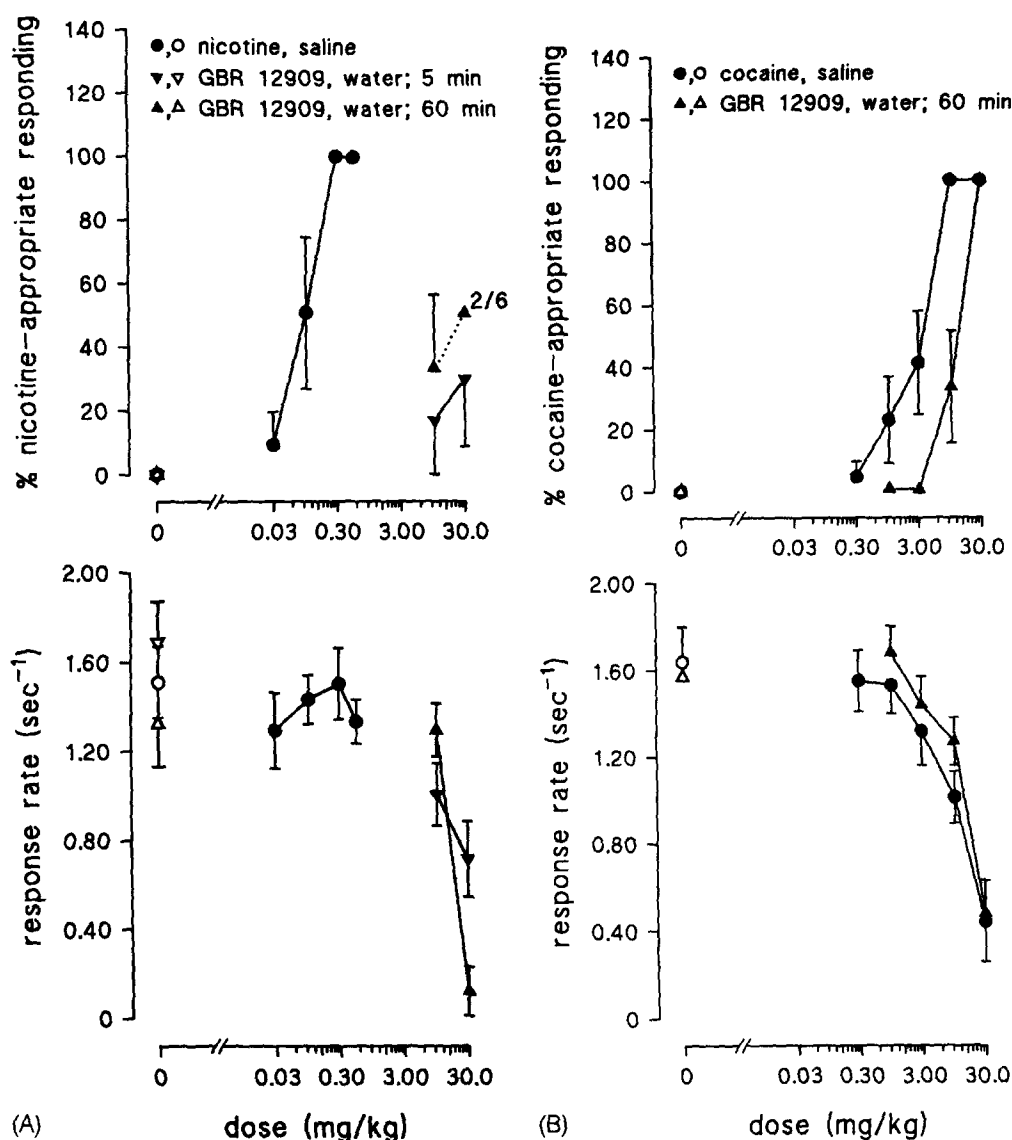 ●,○ nicotine, saline
▼,▽ GBR 12909, water; 5 min
▲,△ GBR 12909, water; 60 min
% nicotine-appropriate responding
140
120
100
80
60
40
20
0
2/6
0 0.03 0.30 3.00 30.0
●,○ cocaine, saline
▲,△ GBR 12909, water; 60 min
% cocaine-appropriate responding
140
120
100
80
60
40
20
0
0 0.03 0.30 3.00 30.0
response rate (sec⁻¹)
2.00
1.60
1.20
0.80
0.40
0
0 0.03 0.30 3.00 30.0
(A) dose (mg/kg)
response rate (sec⁻¹)
2.00
1.60
1.20
0.80
0.40
0
0 0.03 0.30 3.00 30.0
(B) dose (mg/kg)